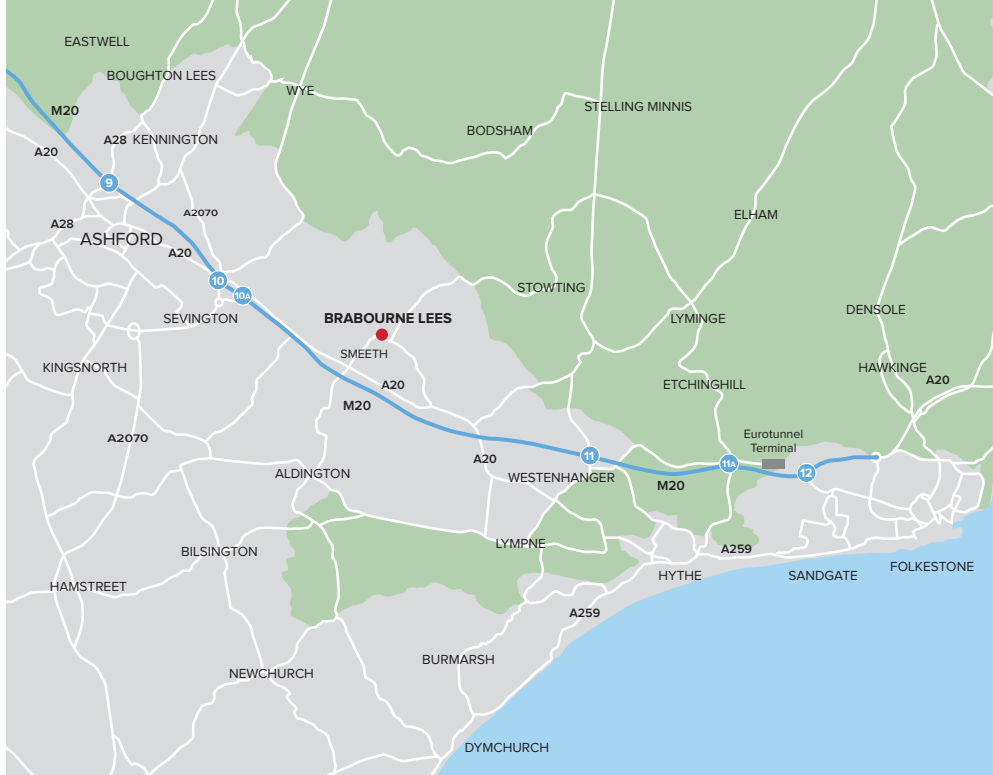 EASTWELL
BOUGHTON LEES
WYE
M20
STELLING MINNIS
BODSHAM
A28
KENNINGTON
A20
9
A2070
ELHAM
A28
ASHFORD
A20
10
10A
STOWTING
DENSOLE
SEVINGTON
BRABOURNE LEES
LYMINGE
SMEETH
KINGSNORTH
HAWKINGE
A20
A20
ETCHINGHILL
M20
A2070
Eurotunnel
Terminal
11
A20
11A
12
ALDINGTON
WESTENHANGER
M20
LYMPNE
A259
BILSINGTON
HYTHE
SANDGATE
FOLKESTONE
HAMSTREET
A259
BURMARSH
NEWCHURCH
DYMCHURCH